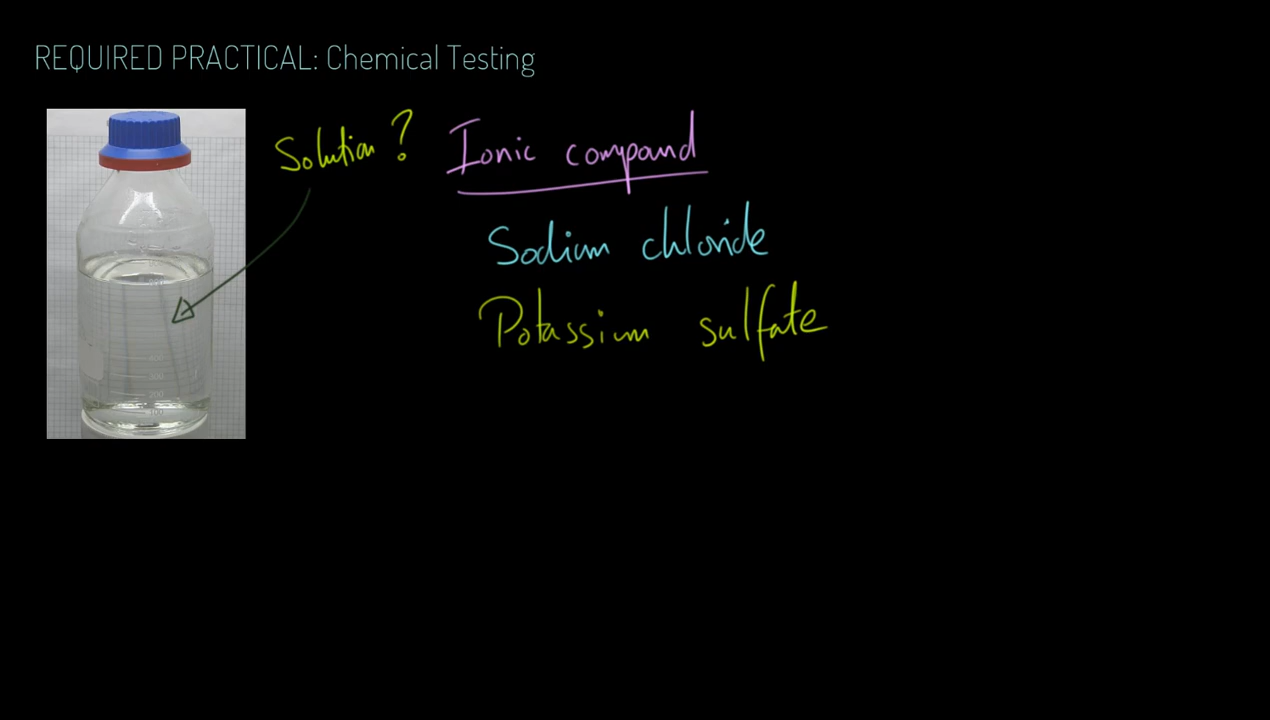 REQUIRED PRACTICAL: Chemical Testing
Solution? Ionic compound
Sodium chloride
Potassium sulfate